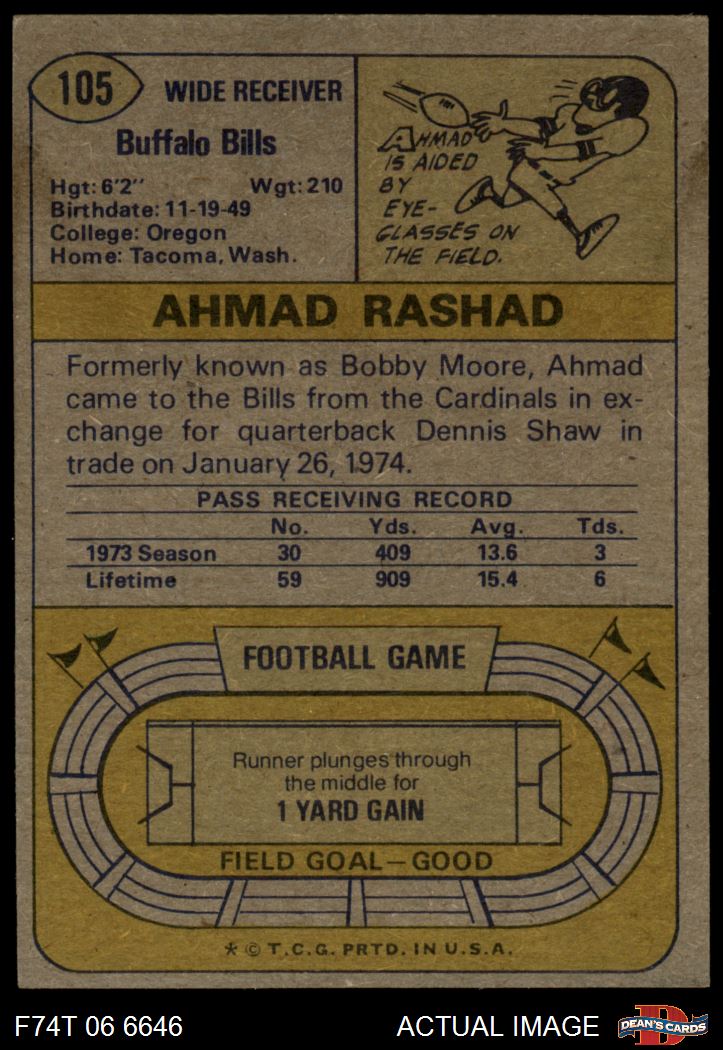 105
WIDE RECEIVER
Buffalo Bills
Hgt: 6'2" Wgt: 210
Birthdate: 11-19-49
College: Oregon
Home: Tacoma, Wash.
AHMAD
IS AIDED
BY
EYE-
GLASSES ON
THE FIELD.
AHMAD RASHAD
Formerly known as Bobby Moore, Ahmad
came to the Bills from the Cardinals in ex-
change for quarterback Dennis Shaw in
trade on January 26, 1974.
PASS RECEIVING RECORD
No. Yds. Avg. Tds.
1973 Season 30 409 13.6 3
Lifetime 59 909 15.4 6
FOOTBALL GAME
Runner plunges through
the middle for
1 YARD GAIN
FIELD GOAL—GOOD
* © T.C.G. PRTD. IN U.S.A.
F74T 06 6646 ACTUAL IMAGE
D
DEAN'S CARDS